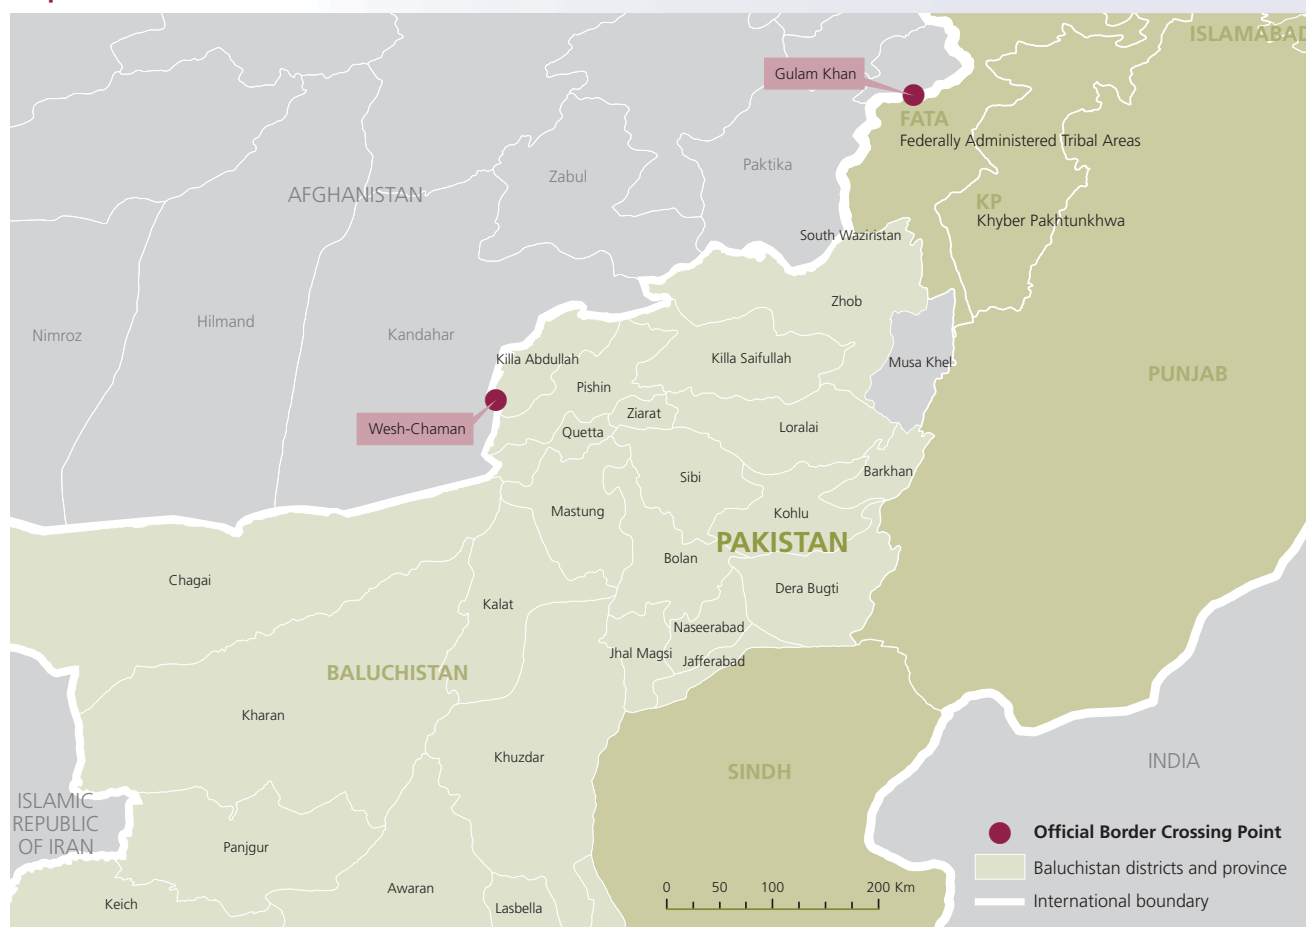 ISLAMABAD
Gulam Khan
FATA
Federally Administered Tribal Areas
Paktika
Zabul
AFGHANISTAN
KP
Khyber Pakhtunkhwa
South Waziristan
Zhob
Hilmand
Nimroz
Kandahar
Killa Abdullah
Killa Saifullah
Musa Khel
PUNJAB
Pishin
Ziarat
Wesh-Chaman
Quetta
Loralai
Barkhan
Sibi
Mastung
Kohlu
PAKISTAN
Bolan
Chagai
Dera Bugti
Kalat
Naseerabad
Jhal Magsi
Jafferabad
BALUCHISTAN
Kharan
Khuzdar
SINDH
INDIA
ISLAMIC
REPUBLIC
OF IRAN
Panjgur
Awaran
Keich
Lasbella
0 50 100 200 Km
Official Border Crossing Point
Baluchistan districts and province
International boundary